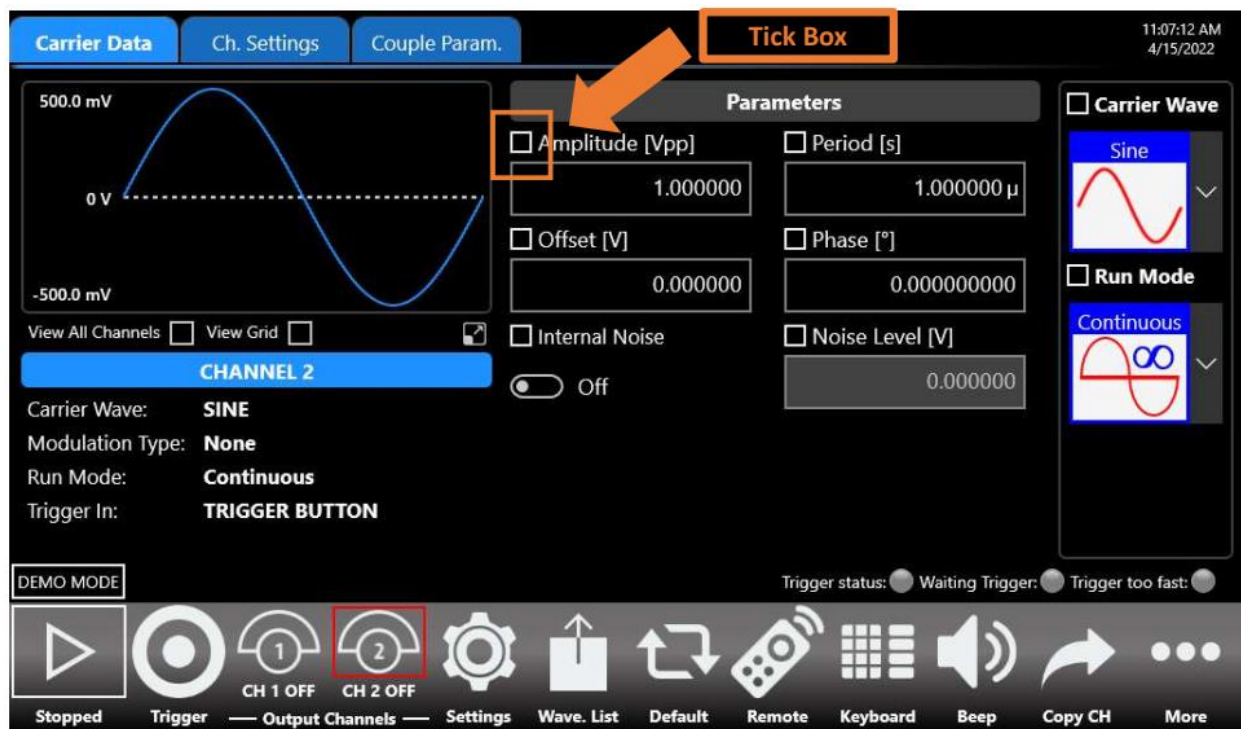 Carrier Data
Ch. Settings
Couple Param.
Tick Box
11:07:12 AM
4/15/2022
500.0 mV
0 V
-500.0 mV
View All Channels
View Grid
CHANNEL 2
Carrier Wave: SINE
Modulation Type: None
Run Mode: Continuous
Trigger In: TRIGGER BUTTON
Parameters
Amplitude [Vpp]
1.000000
Period [s]
1.000000 µ
Offset [V]
0.000000
Phase [°]
0.000000000
Internal Noise
Off
Noise Level [V]
0.000000
Carrier Wave
Sine
Run Mode
Continuous
DEMO MODE
Trigger status:
Waiting Trigger:
Trigger too fast:
1
2
CH 1 OFF
CH 2 OFF
Stopped
Trigger
Output Channels
Settings
Wave. List
Default
Remote
Keyboard
Beep
Copy CH
More